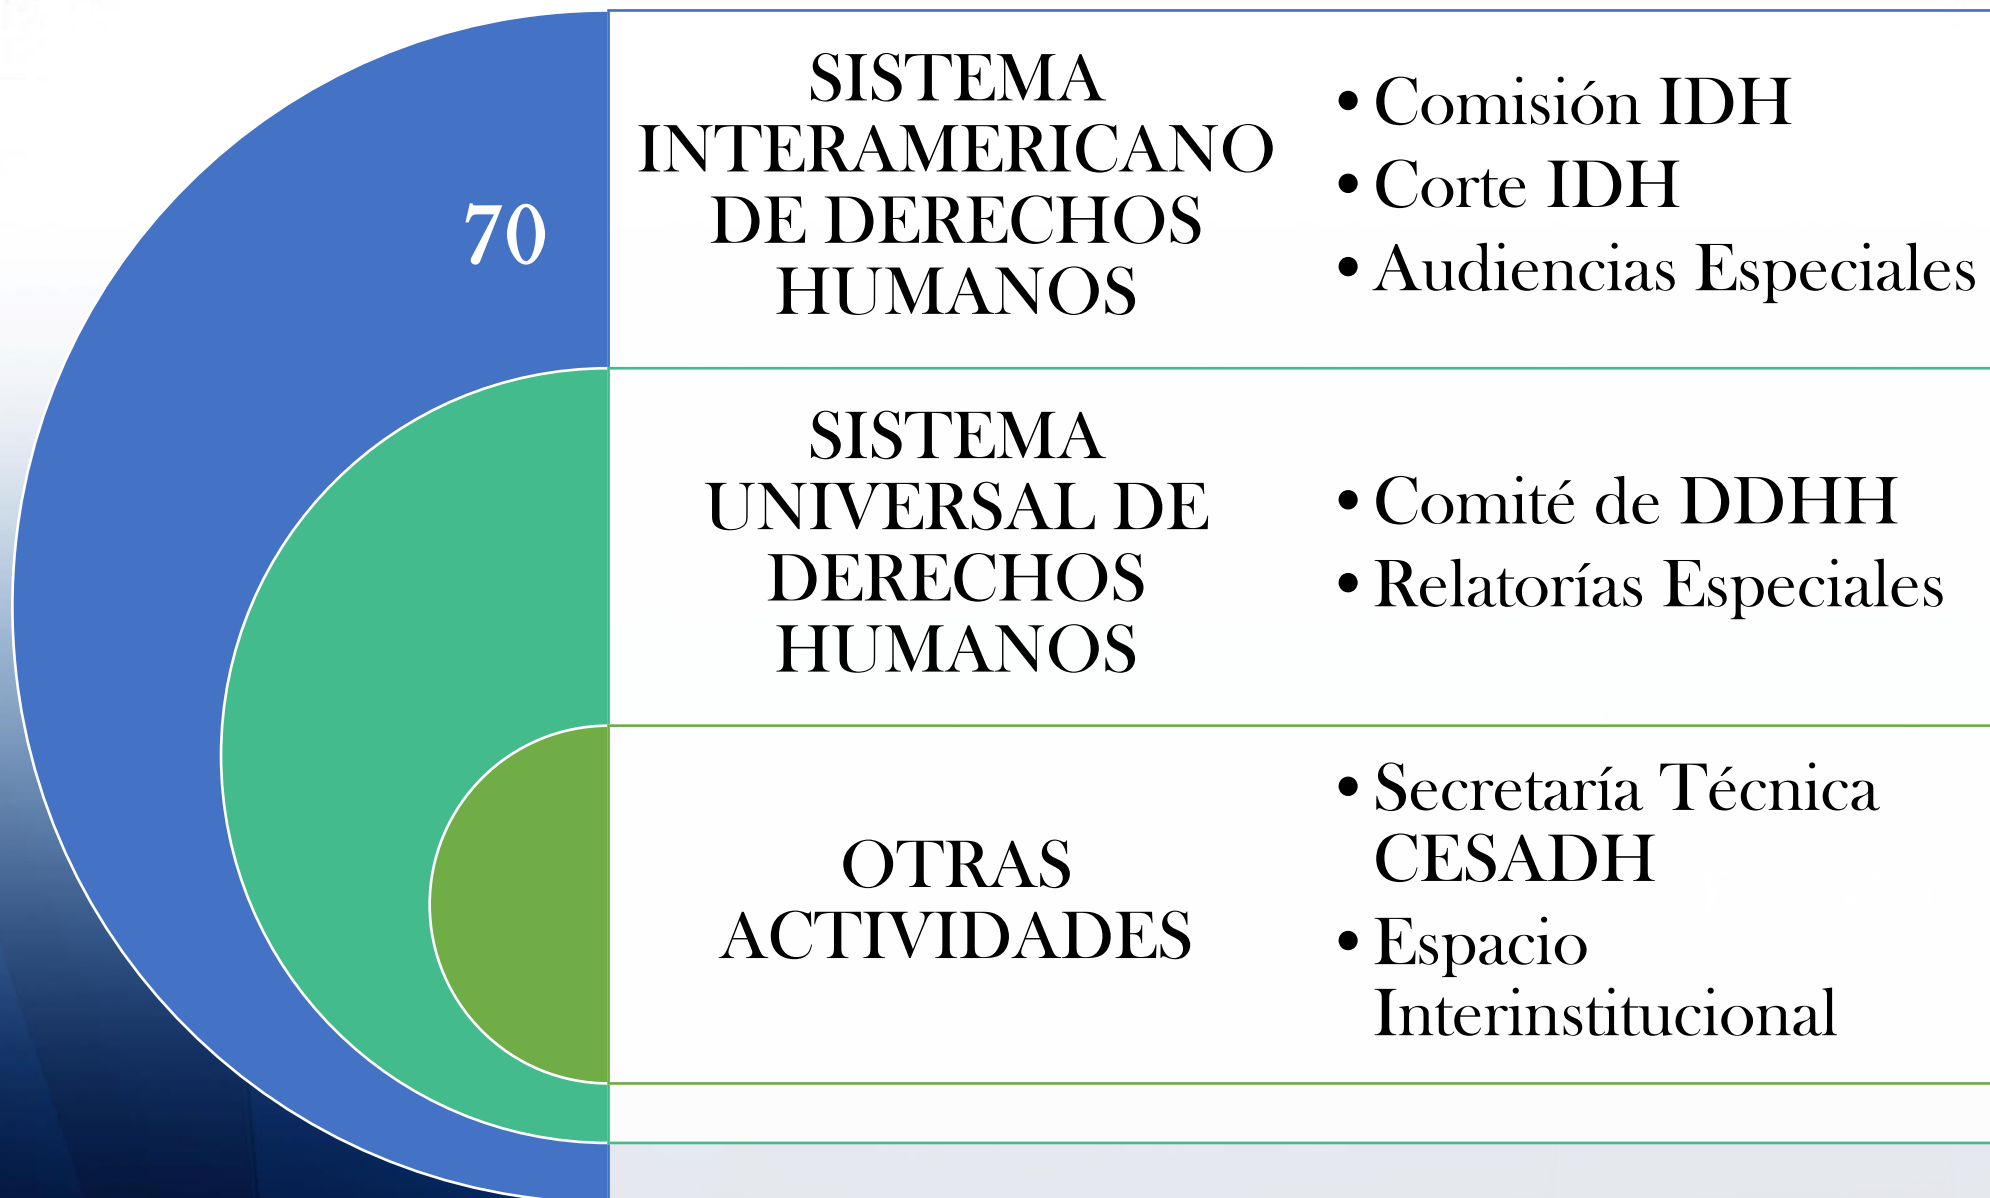 70
SISTEMA
INTERAMERICANO
DE DERECHOS
HUMANOS
• Comisión IDH
• Corte IDH
• Audiencias Especiales
SISTEMA
UNIVERSAL DE
DERECHOS
HUMANOS
• Comité de DDHH
• Relatorías Especiales
OTRAS
ACTIVIDADES
• Secretaría Técnica
CESADH
• Espacio
Interinstitucional